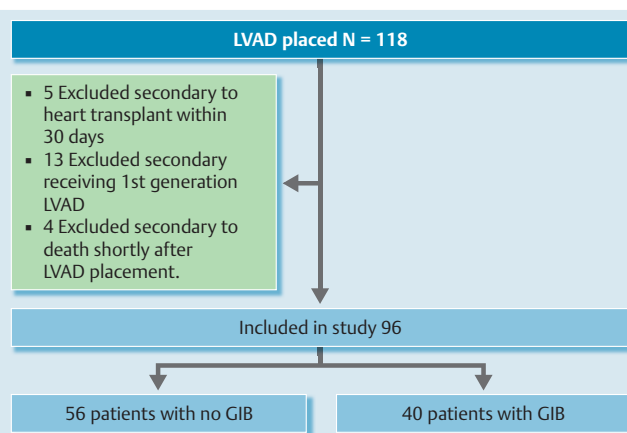 LVAD placed N = 118
▪ 5 Excluded secondary to
heart transplant within
30 days
▪ 13 Excluded secondary
receiving 1st generation
LVAD
▪ 4 Excluded secondary to
death shortly after
LVAD placement.
Included in study 96
56 patients with no GIB
40 patients with GIB